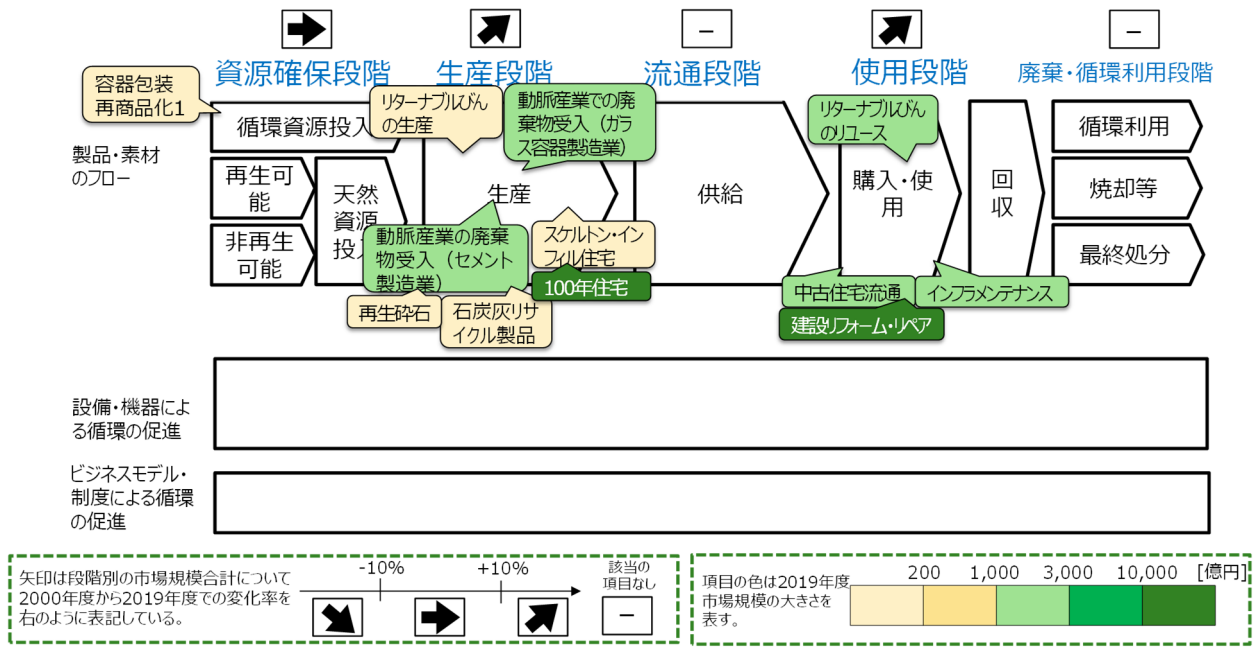 資源確保段階
生産段階
－
流通段階
使用段階
－
廃棄・循環利用段階
容器包装
再商品化1
循環資源投入
リターナブルびん
の生産
動脈産業での廃
棄物受入（ガラ
ス容器製造業）
リターナブルびん
のリユース
循環利用
製品・素材
のフロー
再生可
能
非再生
可能
天然
資源
投入
生産
供給
購入・使
用
回
収
焼却等
最終処分
動脈産業の廃棄
物受入（セメント
製造業）
スケルトン・イン
フィル住宅
100年住宅
再生砕石
石炭灰リサ
イクル製品
中古住宅流通
インフラメンテナンス
建設リフォーム・リペア
設備・機器によ
る循環の促進
ビジネスモデル・
制度による循環
の促進
矢印は段階別の市場規模合計について
2000年度から2019年度での変化率を
右のように表記している。
-10%
+10%
該当の
項目なし
－
項目の色は2019年度
市場規模の大きさを
表す。
200
1,000
3,000
10,000
[億円]